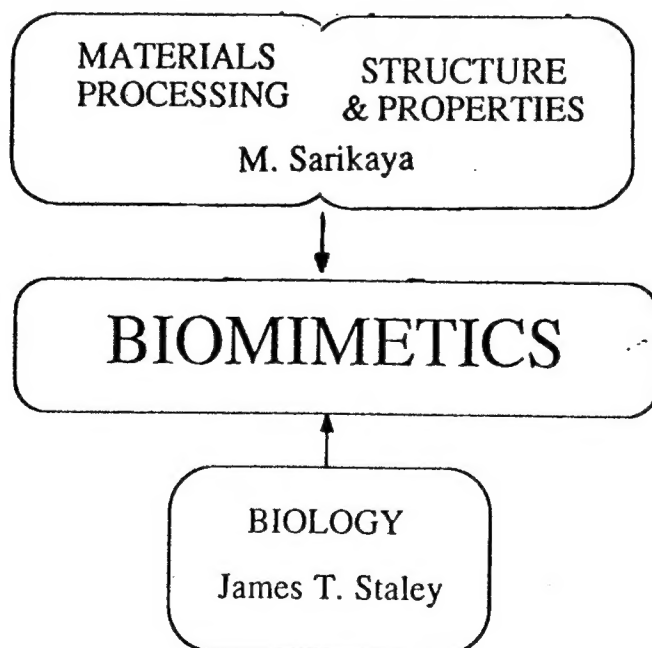 MATERIALS
PROCESSING
STRUCTURE
& PROPERTIES
M. Sarikaya
BIOMIMETICS
BIOLOGY
James T. Staley